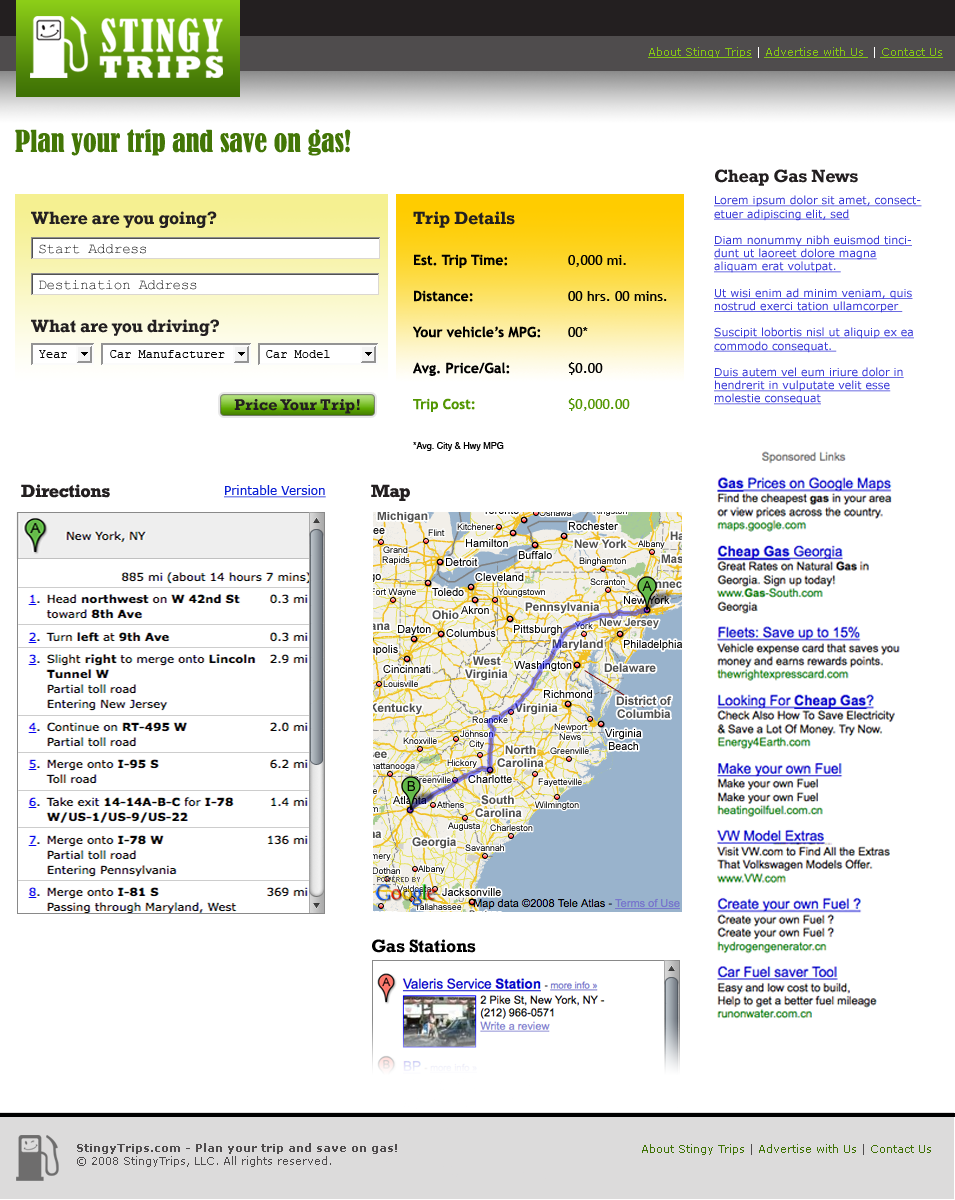 STINGY
TRIPS
About Stingy Trips | Advertise with Us | Contact Us
Plan your trip and save on gas!
Where are you going?
Start Address
Destination Address
What are you driving?
Year Car Manufacturer Car Model
Price Your Trip!
Trip Details
Est. Trip Time: 0,000 mi.
Distance: 00 hrs. 00 mins.
Your vehicle's MPG: 00*
Avg. Price/Gal: $0.00
Trip Cost: $0,000.00
*Avg. City & Hwy MPG
Cheap Gas News
Lorem ipsum dolor sit amet, consect-
etuer adipiscing elit, sed
Diam nonummy nibh euismod tinci-
dunt ut laoreet dolore magna
aliquam erat volutpat.
Ut wisi enim ad minim veniam, quis
nostrud exerci tation ullamcorper
Suscipit lobortis nisl ut aliquip ex ea
commodo consequat.
Duis autem vel eum iriure dolor in
hendrerit in vulputate velit esse
molestie consequat
Sponsored Links
Gas Prices on Google Maps
Find the cheapest gas in your area
or view prices across the country.
maps.google.com
Cheap Gas Georgia
Great Rates on Natural Gas in
Georgia. Sign up today!
www.Gas-South.com
Georgia
Fleets: Save up to 15%
Vehicle expense card that saves you
money and earns rewards points.
thewrightexpresscard.com
Looking For Cheap Gas?
Check Also How To Save Electricity
& Save a Lot Of Money. Try Now.
Energy4Earth.com
Make your own Fuel
Make your own Fuel
Make your own Fuel
heatingoilfuel.com.cn
VW Model Extras
Visit VW.com to Find All the Extras
That Volkswagen Models Offer.
www.VW.com
Create your own Fuel ?
Create your own Fuel ?
Create your own Fuel ?
hydrogengenerator.cn
Car Fuel saver Tool
Easy and low cost to build,
Help to get a better fuel mileage
runonwater.com.cn
Directions
Printable Version
A
New York, NY
885 mi (about 14 hours 7 mins)
1. Head northwest on W 42nd St 0.3 mi
toward 8th Ave
2. Turn left at 9th Ave 0.3 mi
3. Slight right to merge onto Lincoln 2.9 mi
Tunnel W
Partial toll road
Entering New Jersey
4. Continue on RT-495 W 2.0 mi
Partial toll road
5. Merge onto I-95 S 6.2 mi
Toll road
6. Take exit 14-14A-B-C for I-78 1.4 mi
W/US-1/US-9/US-22
7. Merge onto I-78 W 136 mi
Partial toll road
Entering Pennsylvania
8. Merge onto I-81 S 369 mi
Passing through Maryland, West
Map
Michigan
Kitchener
Oshawa
Rochester
Flint
Hamilton
New York
Albany
Grand
Rapids
Buffalo
Detroit
Binghamton
Cleveland
Scranton
Fort Wayne
Toledo
Youngstown
A
Akron
Pennsylvania
New York
Ohio
Pittsburgh
New Jersey
Dayton
Columbus
York
Philadelphia
Maryland
Cincinnati
West
Virginia
Washington
Delaware
Louisville
Richmond
District of
Columbia
Kentucky
Virginia
Roanoke
Newport
News
Virginia
Beach
Knoxville
Johnson
City
North
Carolina
Greenville
Hickory
Chattanooga
Greenville
Charlotte
Fayetteville
B
Atlanta
Athens
South
Carolina
Wilmington
Augusta
Charleston
Georgia
Savannah
Albany
Dothan
POWERED BY
Google
Valdosta
Jacksonville
Tallahassee
Map data ©2008 Tele Atlas - Terms of Use
Gas Stations
A
Valeris Service Station - more info »
2 Pike St, New York, NY -
(212) 966-0571
Write a review
B
BP - more info »
StingyTrips.com - Plan your trip and save on gas!
© 2008 StingyTrips, LLC. All rights reserved.
About Stingy Trips | Advertise with Us | Contact Us